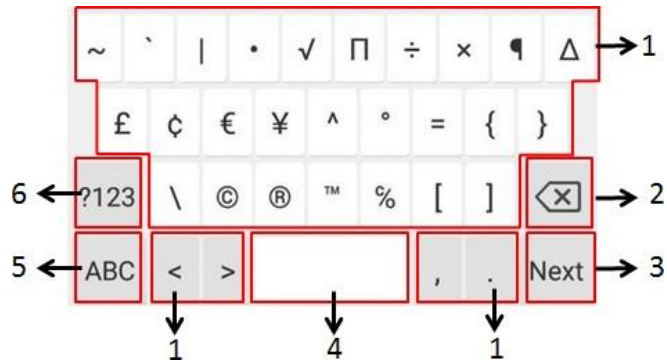 ~ ` | • √ Π ÷ × ¶ Δ 1
£ ¢ € ¥ ^ ° = { }
6 ?123 \ © ® ™ ℅ [ ] 2
5 ABC < > , . Next 3
1 4 1